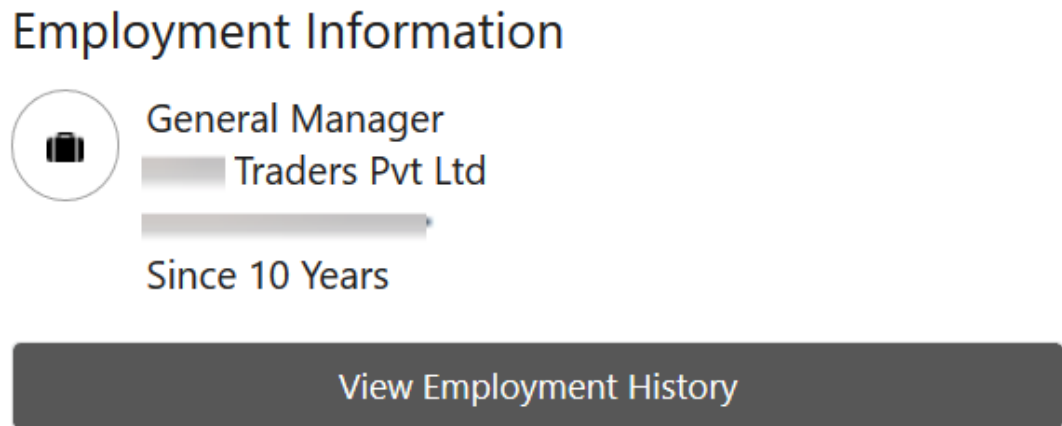 Employment Information
General Manager
Traders Pvt Ltd
Since 10 Years
View Employment History